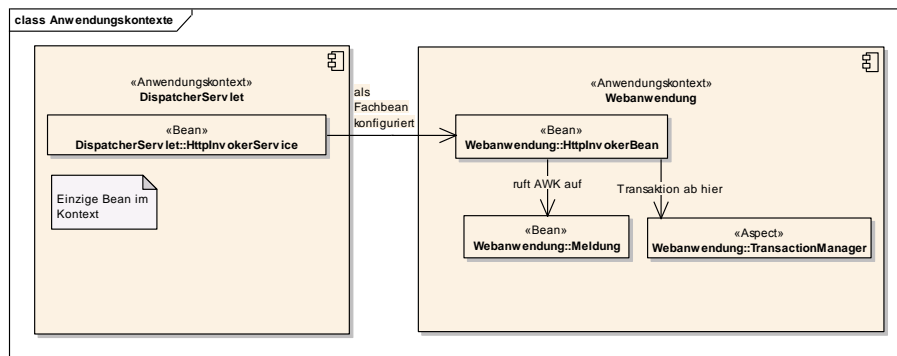 class Anwendungskontexte
«Anwendungskontext»
DispatcherServlet
«Bean»
DispatcherServlet::HttpInvokerService
Einzige Bean im
Kontext
als
Fachbean
konfiguriert
«Anwendungskontext»
Webanwendung
«Bean»
Webanwendung::HttpInvokerBean
ruft AWK auf
Transaktion ab hier
«Bean»
Webanwendung::Meldung
«Aspect»
Webanwendung::TransactionManager